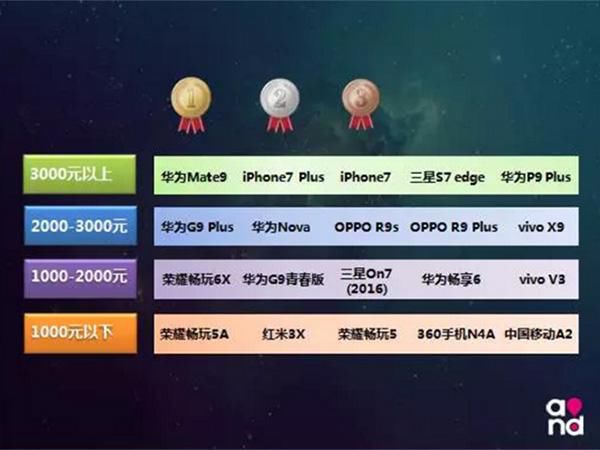 1 2 3
3000元以上 华为Mate9 iPhone7 Plus iPhone7 三星S7 edge 华为P9 Plus
2000-3000元 华为G9 Plus 华为Nova OPPO R9s OPPO R9 Plus vivo X9
1000-2000元 荣耀畅玩6X 华为G9青春版 三星On7 华为畅享6 vivo V3
(2016)
1000元以下 荣耀畅玩5A 红米3X 荣耀畅玩5 360手机N4A 中国移动A2
a
nd